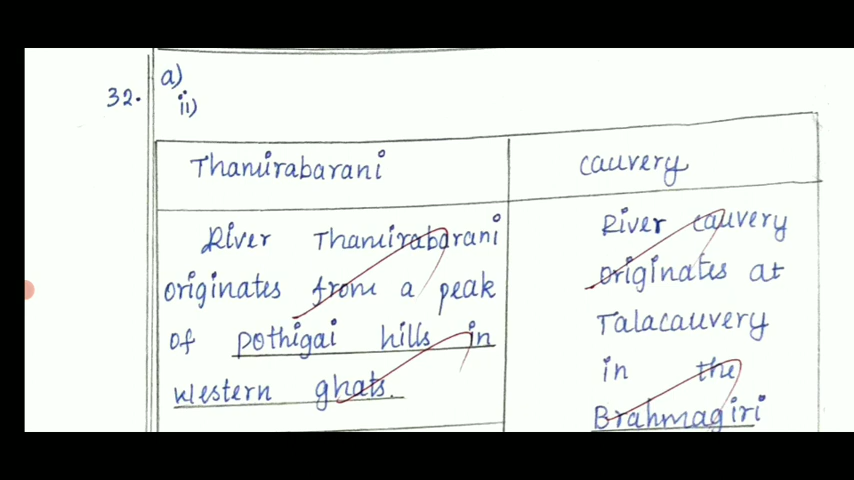 32.
a)
ii)
Thamirabarani
Cauvery
River Thamirabarani
originates from a peak
of pothigai hills in
western ghats.
River Cauvery
originates at
Talacauvery
in the
Brahmagiri